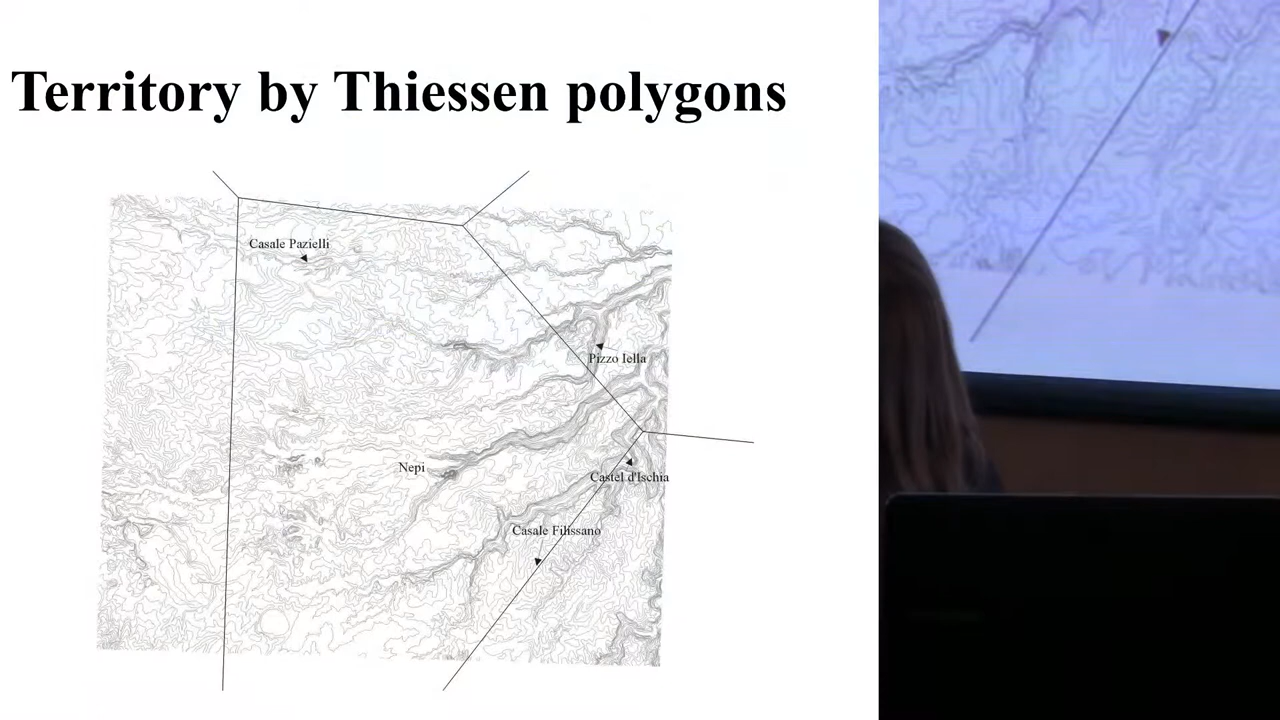 Territory by Thiessen polygons
Casale Pazielli
Pizzo Iella
Nepi
Castel d'Ischia
Casale Filissano